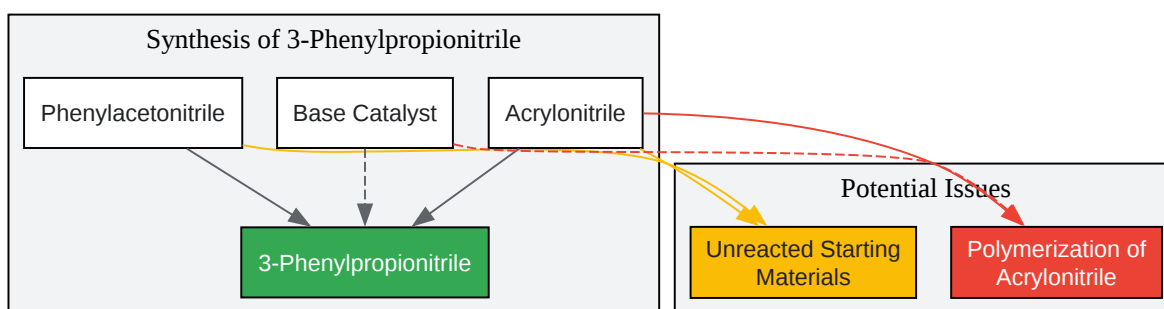 Synthesis of 3-Phenylpropionitrile
Phenylacetonitrile
Base Catalyst
Acrylonitrile
3-Phenylpropionitrile
Potential Issues
Unreacted Starting
Materials
Polymerization of
Acrylonitrile